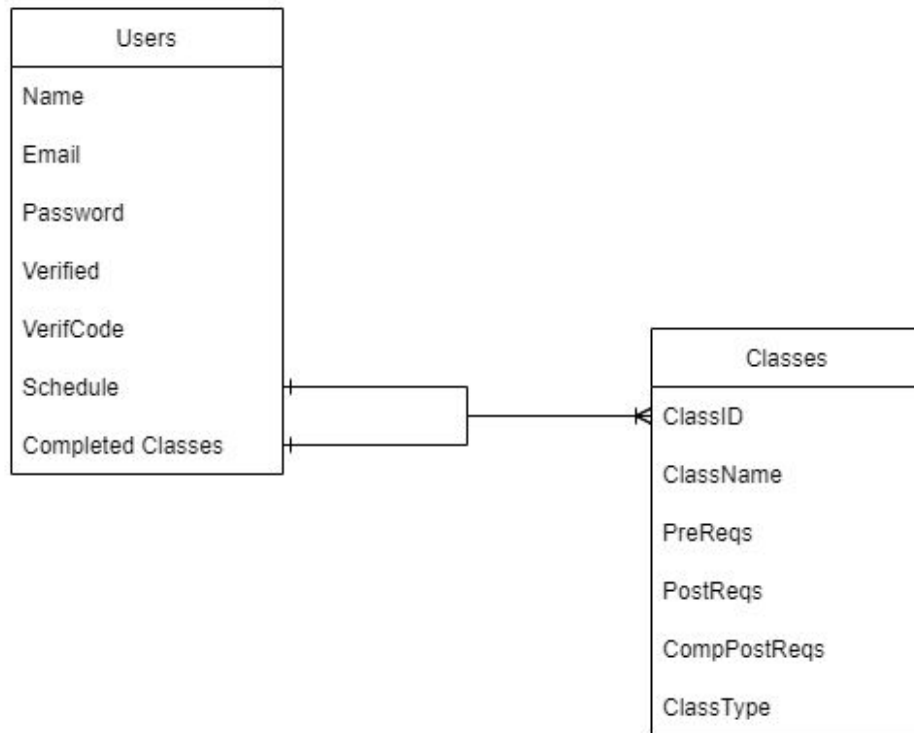 Users
Name
Email
Password
Verified
VerifCode
Schedule
Completed Classes
Classes
ClassID
ClassName
PreReqs
PostReqs
CompPostReqs
ClassType